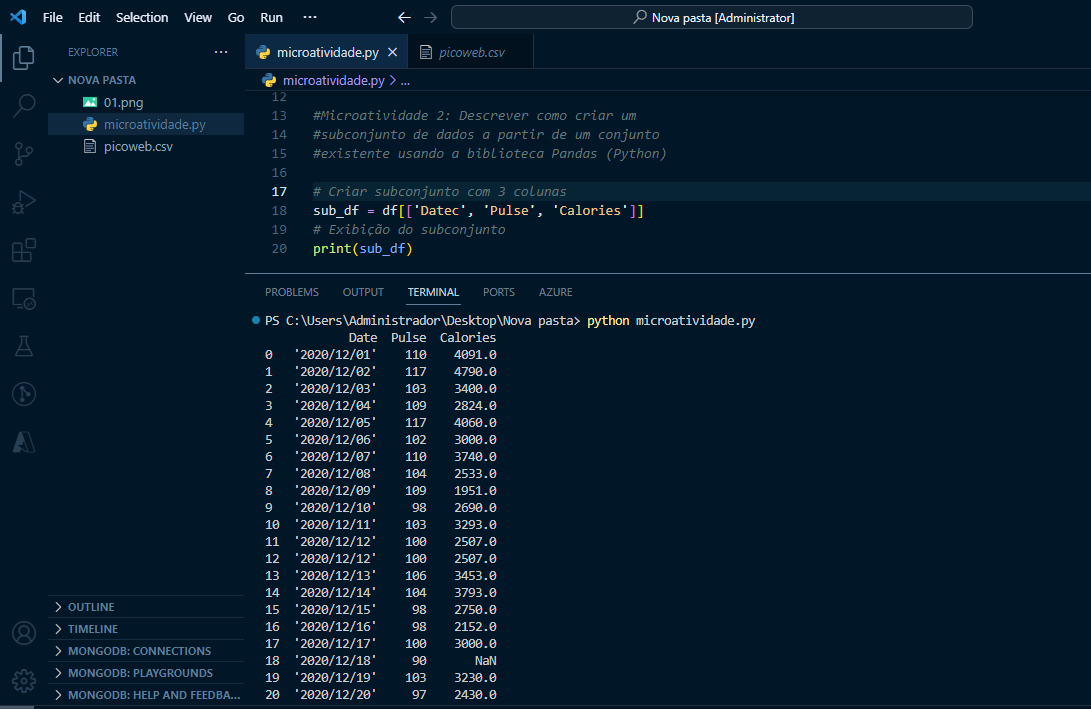 File Edit Selection View Go Run ··· Nova pasta [Administrator]
EXPLORER ···
NOVA PASTA
01.png
microatividade.py
picoweb.csv
OUTLINE
TIMELINE
MONGODB: CONNECTIONS
MONGODB: PLAYGROUNDS
MONGODB: HELP AND FEEDBA...
microatividade.py picoweb.csv
microatividade.py > ...
12
13 #Microatividade 2: Descrever como criar um
14 #subconjunto de dados a partir de um conjunto
15 #existente usando a biblioteca Pandas (Python)
16
17 # Criar subconjunto com 3 colunas
18 sub_df = df[['Datec', 'Pulse', 'Calories']]
19 # Exibição do subconjunto
20 print(sub_df)
PROBLEMS OUTPUT TERMINAL PORTS AZURE
PS C:\Users\Administrador\Desktop\Nova pasta> python microatividade.py
Date Pulse Calories
0 '2020/12/01' 110 4091.0
1 '2020/12/02' 117 4790.0
2 '2020/12/03' 103 3400.0
3 '2020/12/04' 109 2824.0
4 '2020/12/05' 117 4060.0
5 '2020/12/06' 102 3000.0
6 '2020/12/07' 110 3740.0
7 '2020/12/08' 104 2533.0
8 '2020/12/09' 109 1951.0
9 '2020/12/10' 98 2690.0
10 '2020/12/11' 103 3293.0
11 '2020/12/12' 100 2507.0
12 '2020/12/12' 100 2507.0
13 '2020/12/13' 106 3453.0
14 '2020/12/14' 104 3793.0
15 '2020/12/15' 98 2750.0
16 '2020/12/16' 98 2152.0
17 '2020/12/17' 100 3000.0
18 '2020/12/18' 90 NaN
19 '2020/12/19' 103 3230.0
20 '2020/12/20' 97 2430.0